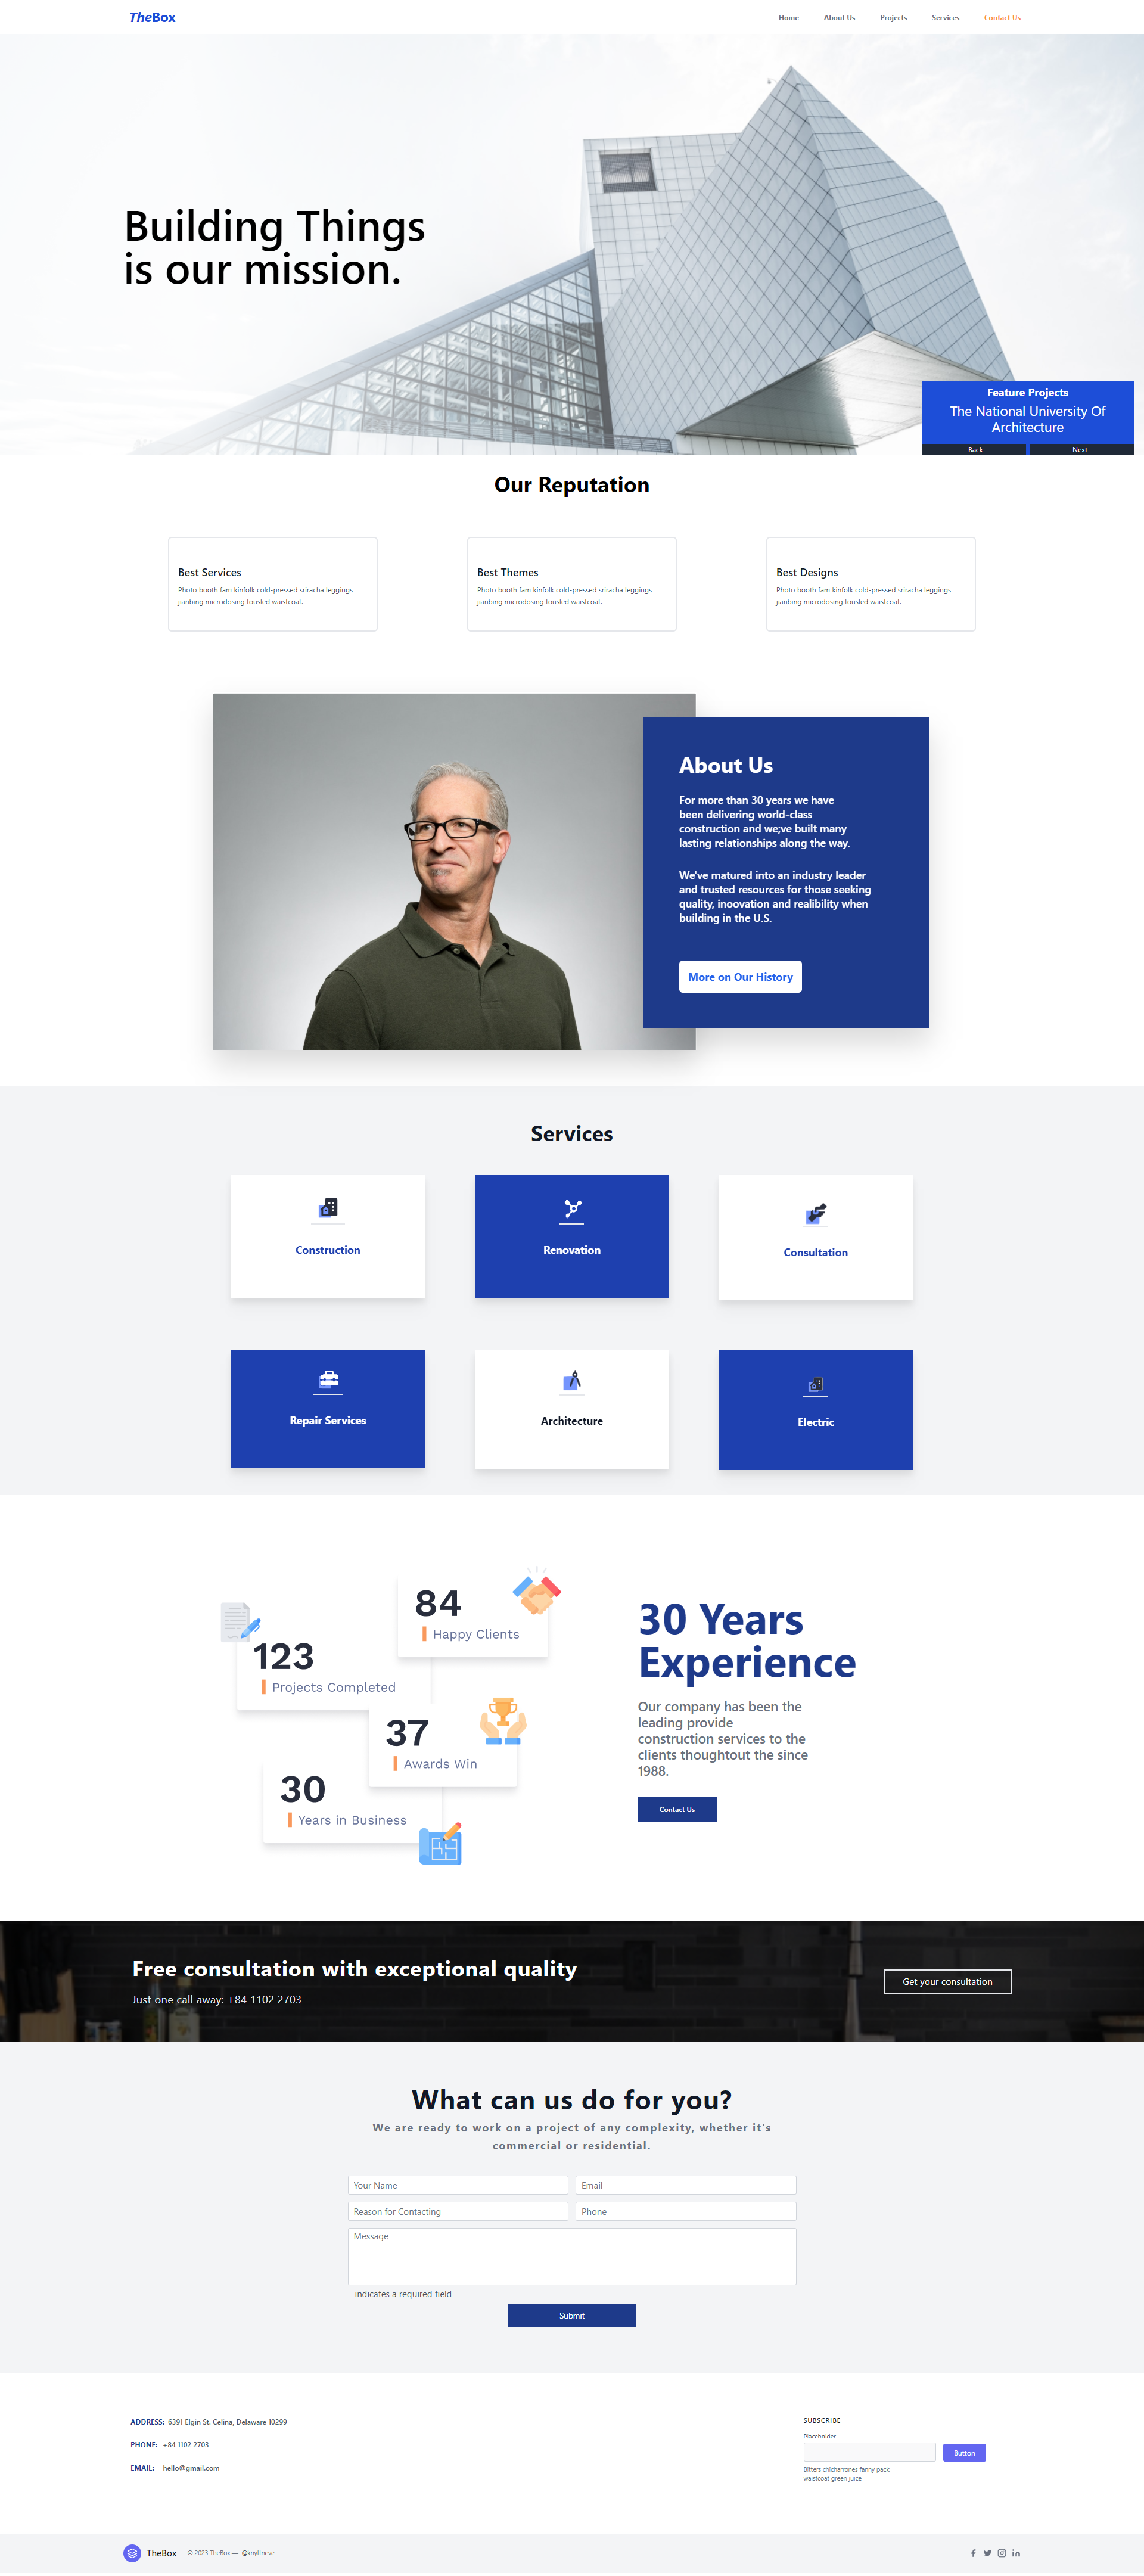 TheBox
Home
About Us
Projects
Services
Contact Us
Building Things
is our mission.
Feature Projects
The National University Of
Architecture
Back
Next
Our Reputation
Best Services
Photo booth fam kinfolk cold-pressed sriracha leggings
jianbing microdosing tousled waistcoat.
Best Themes
Photo booth fam kinfolk cold-pressed sriracha leggings
jianbing microdosing tousled waistcoat.
Best Designs
Photo booth fam kinfolk cold-pressed sriracha leggings
jianbing microdosing tousled waistcoat.
About Us
For more than 30 years we have
been delivering world-class
construction and we;ve built many
lasting relationships along the way.
We've matured into an industry leader
and trusted resources for those seeking
quality, inoovation and realibility when
building in the U.S.
More on Our History
Services
Construction
Renovation
Consultation
Repair Services
Architecture
Electric
84
Happy Clients
123
Projects Completed
37
Awards Win
30
Years in Business
30 Years
Experience
Our company has been the
leading provide
construction services to the
clients thoughtout the since
1988.
Contact Us
Free consultation with exceptional quality
Just one call away: +84 1102 2703
Get your consultation
What can us do for you?
We are ready to work on a project of any complexity, whether it's
commercial or residential.
Your Name
Email
Reason for Contacting
Phone
Message
indicates a required field
Submit
ADDRESS: 6391 Elgin St. Celina, Delaware 10299
PHONE: +84 1102 2703
EMAIL: hello@gmail.com
SUBSCRIBE
Placeholder
Button
Bitters chicharrones fanny pack
waistcoat green juice
TheBox
© 2023 TheBox — @knyttneve